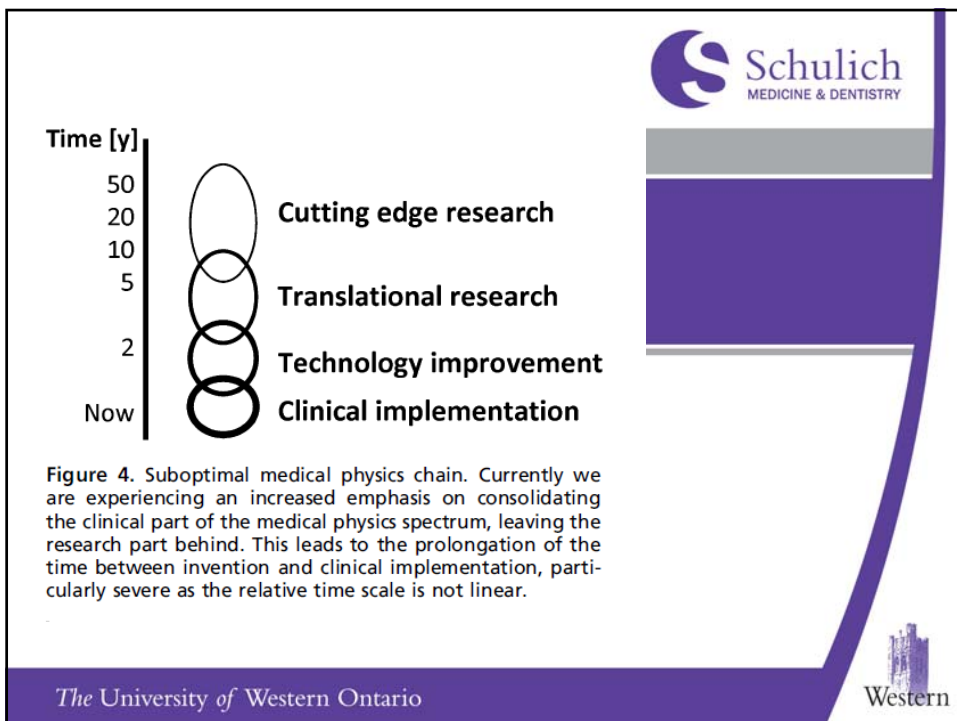 Schulich
MEDICINE & DENTISTRY
Time [y]
50
20
10
5
2
Now
Cutting edge research
Translational research
Technology improvement
Clinical implementation
Figure 4. Suboptimal medical physics chain. Currently we
are experiencing an increased emphasis on consolidating
the clinical part of the medical physics spectrum, leaving the
research part behind. This leads to the prolongation of the
time between invention and clinical implementation, parti-
cularly severe as the relative time scale is not linear.
The University of Western Ontario
Western